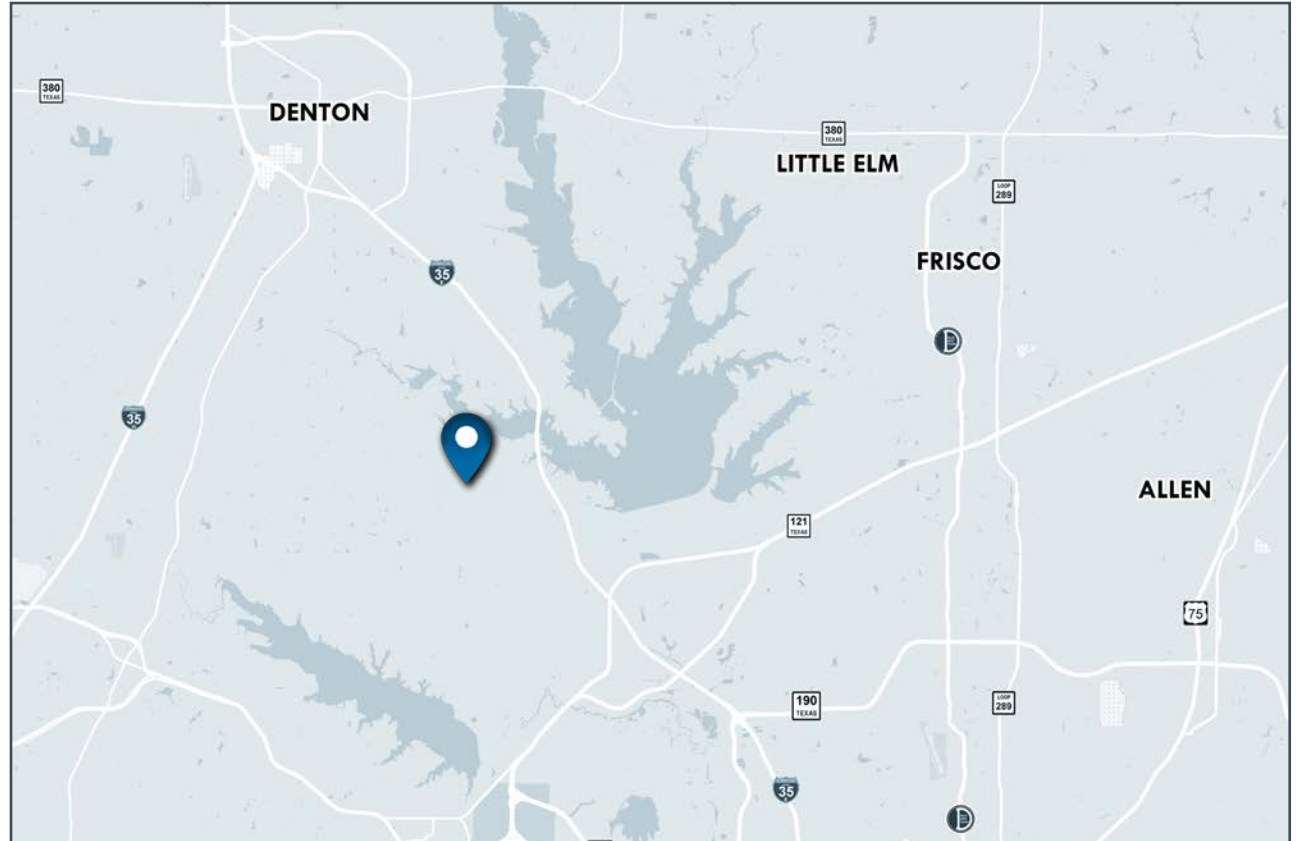 380
TEXAS
DENTON
380
TEXAS
LITTLE ELM
LOOP
289
35
FRISCO
D
35
ALLEN
121
TEXAS
75
190
TEXAS
LOOP
289
35
D